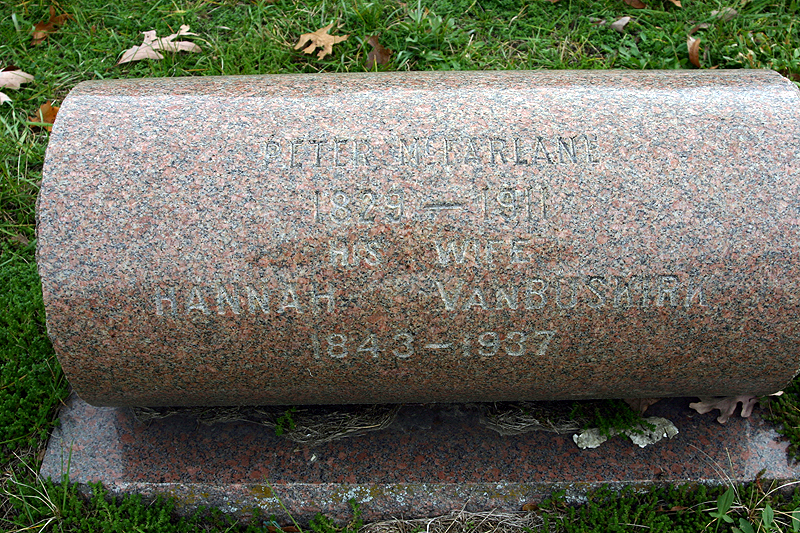 PETER McFARLANE
1829 — 1911
HIS WIFE
HANNAH VANBUSKIRK
1843 — 1937